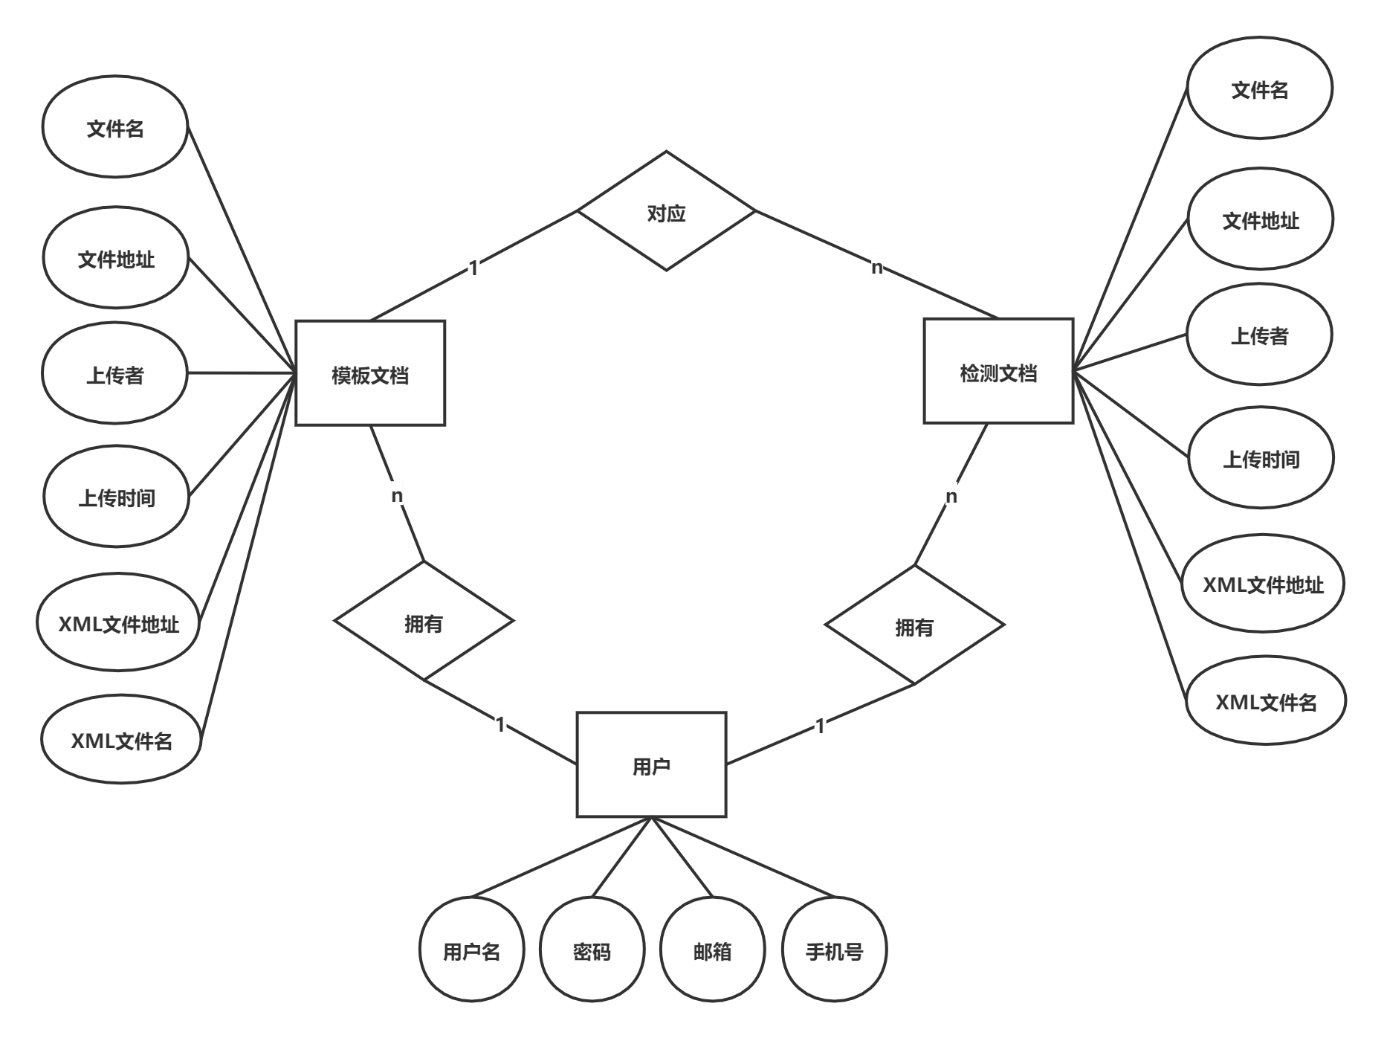 文件名
文件名
对应
文件地址
文件地址
1
n
上传者
上传者
模板文档
检测文档
上传时间
上传时间
n
n
XML文件地址
XML文件地址
拥有
拥有
XML文件名
XML文件名
1
1
用户
用户名
密码
邮箱
手机号